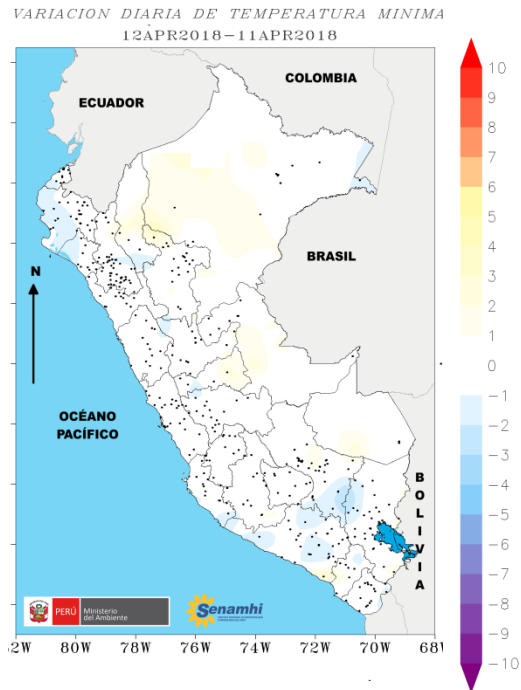 VARIACION DIARIA DE TEMPERATURA MINIMA
12APR2018-11APR2018
COLOMBIA
ECUADOR
BRASIL
N
OCÉANO
PACÍFICO
B
O
L
I
V
I
A
PERÚ
Ministerio
del Ambiente
Senamhi
82W 80W 78W 76W 74W 72W 70W 68W
10
9
8
7
6
5
4
3
2
1
0
-1
-2
-3
-4
-5
-6
-7
-8
-9
-10